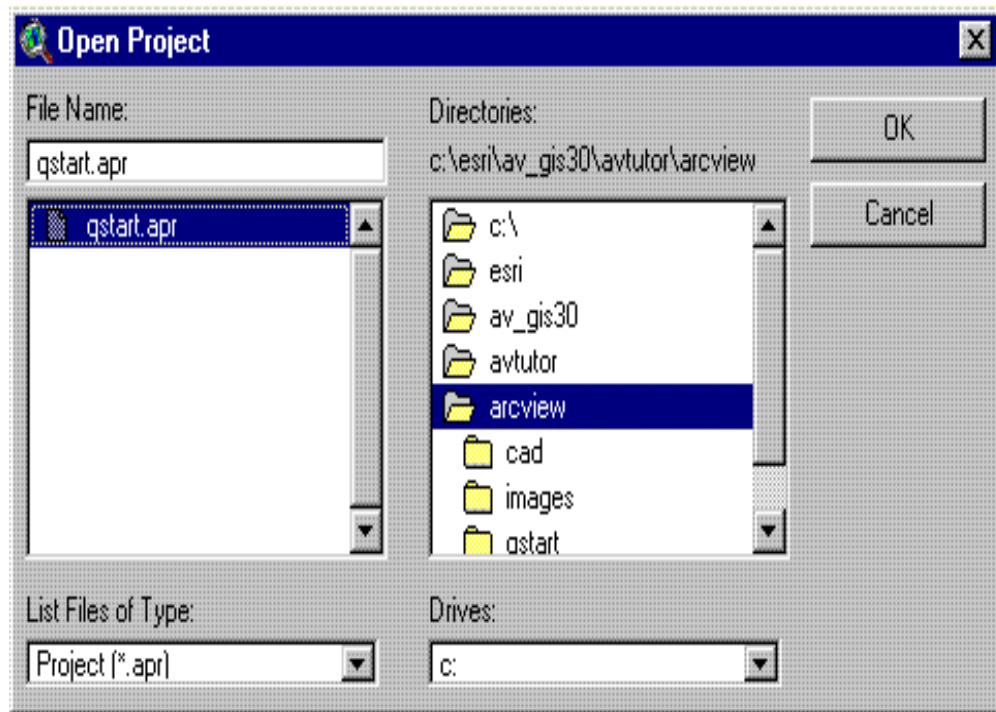 Open Project
File Name:
qstart.apr
qstart.apr
List Files of Type:
Project (*.apr)
Directories:
c:\esri\av_gis30\avtutor\arcview
c:\
esri
av_gis30
avtutor
arcview
cad
images
qstart
Drives:
c:
OK
Cancel